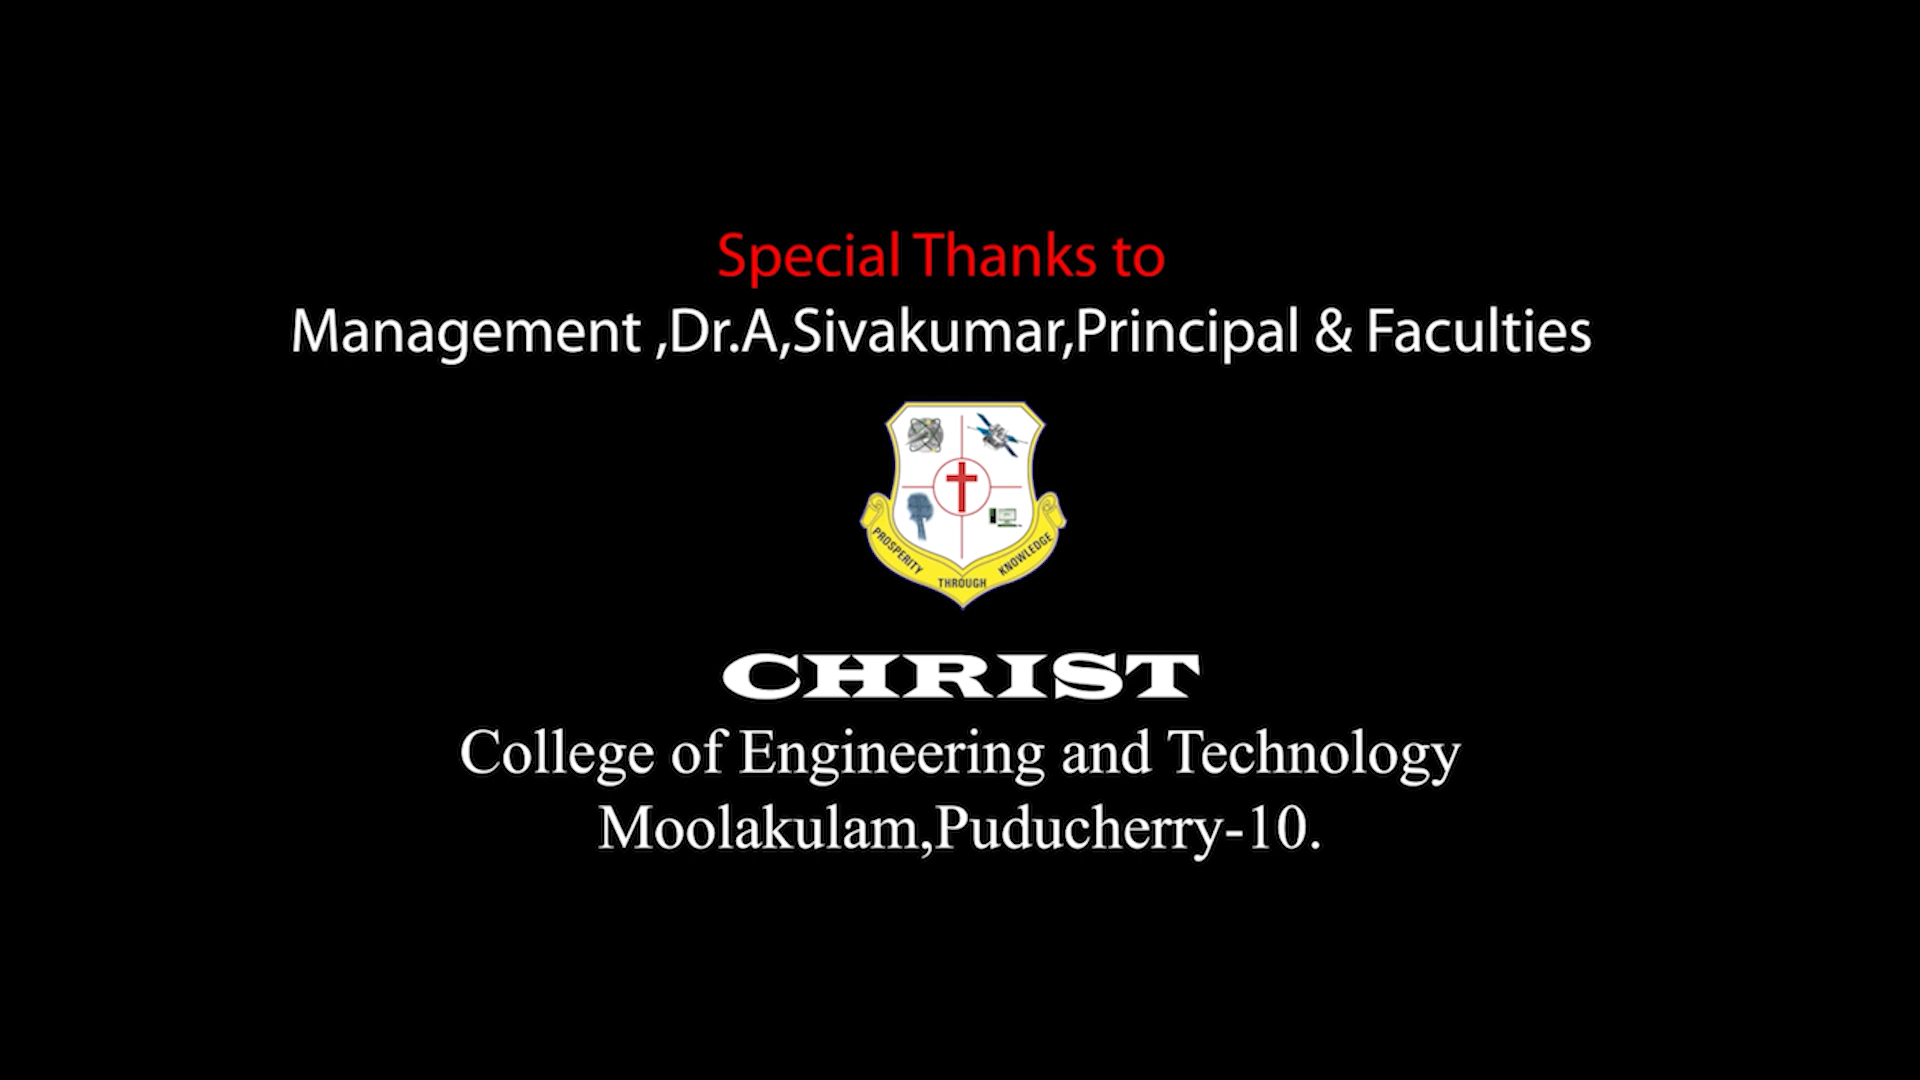 Special Thanks to
Management ,Dr.A,Sivakumar,Principal & Faculties
PROSPERITY THROUGH KNOWLEDGE
CHRIST
College of Engineering and Technology
Moolakulam,Puducherry-10.